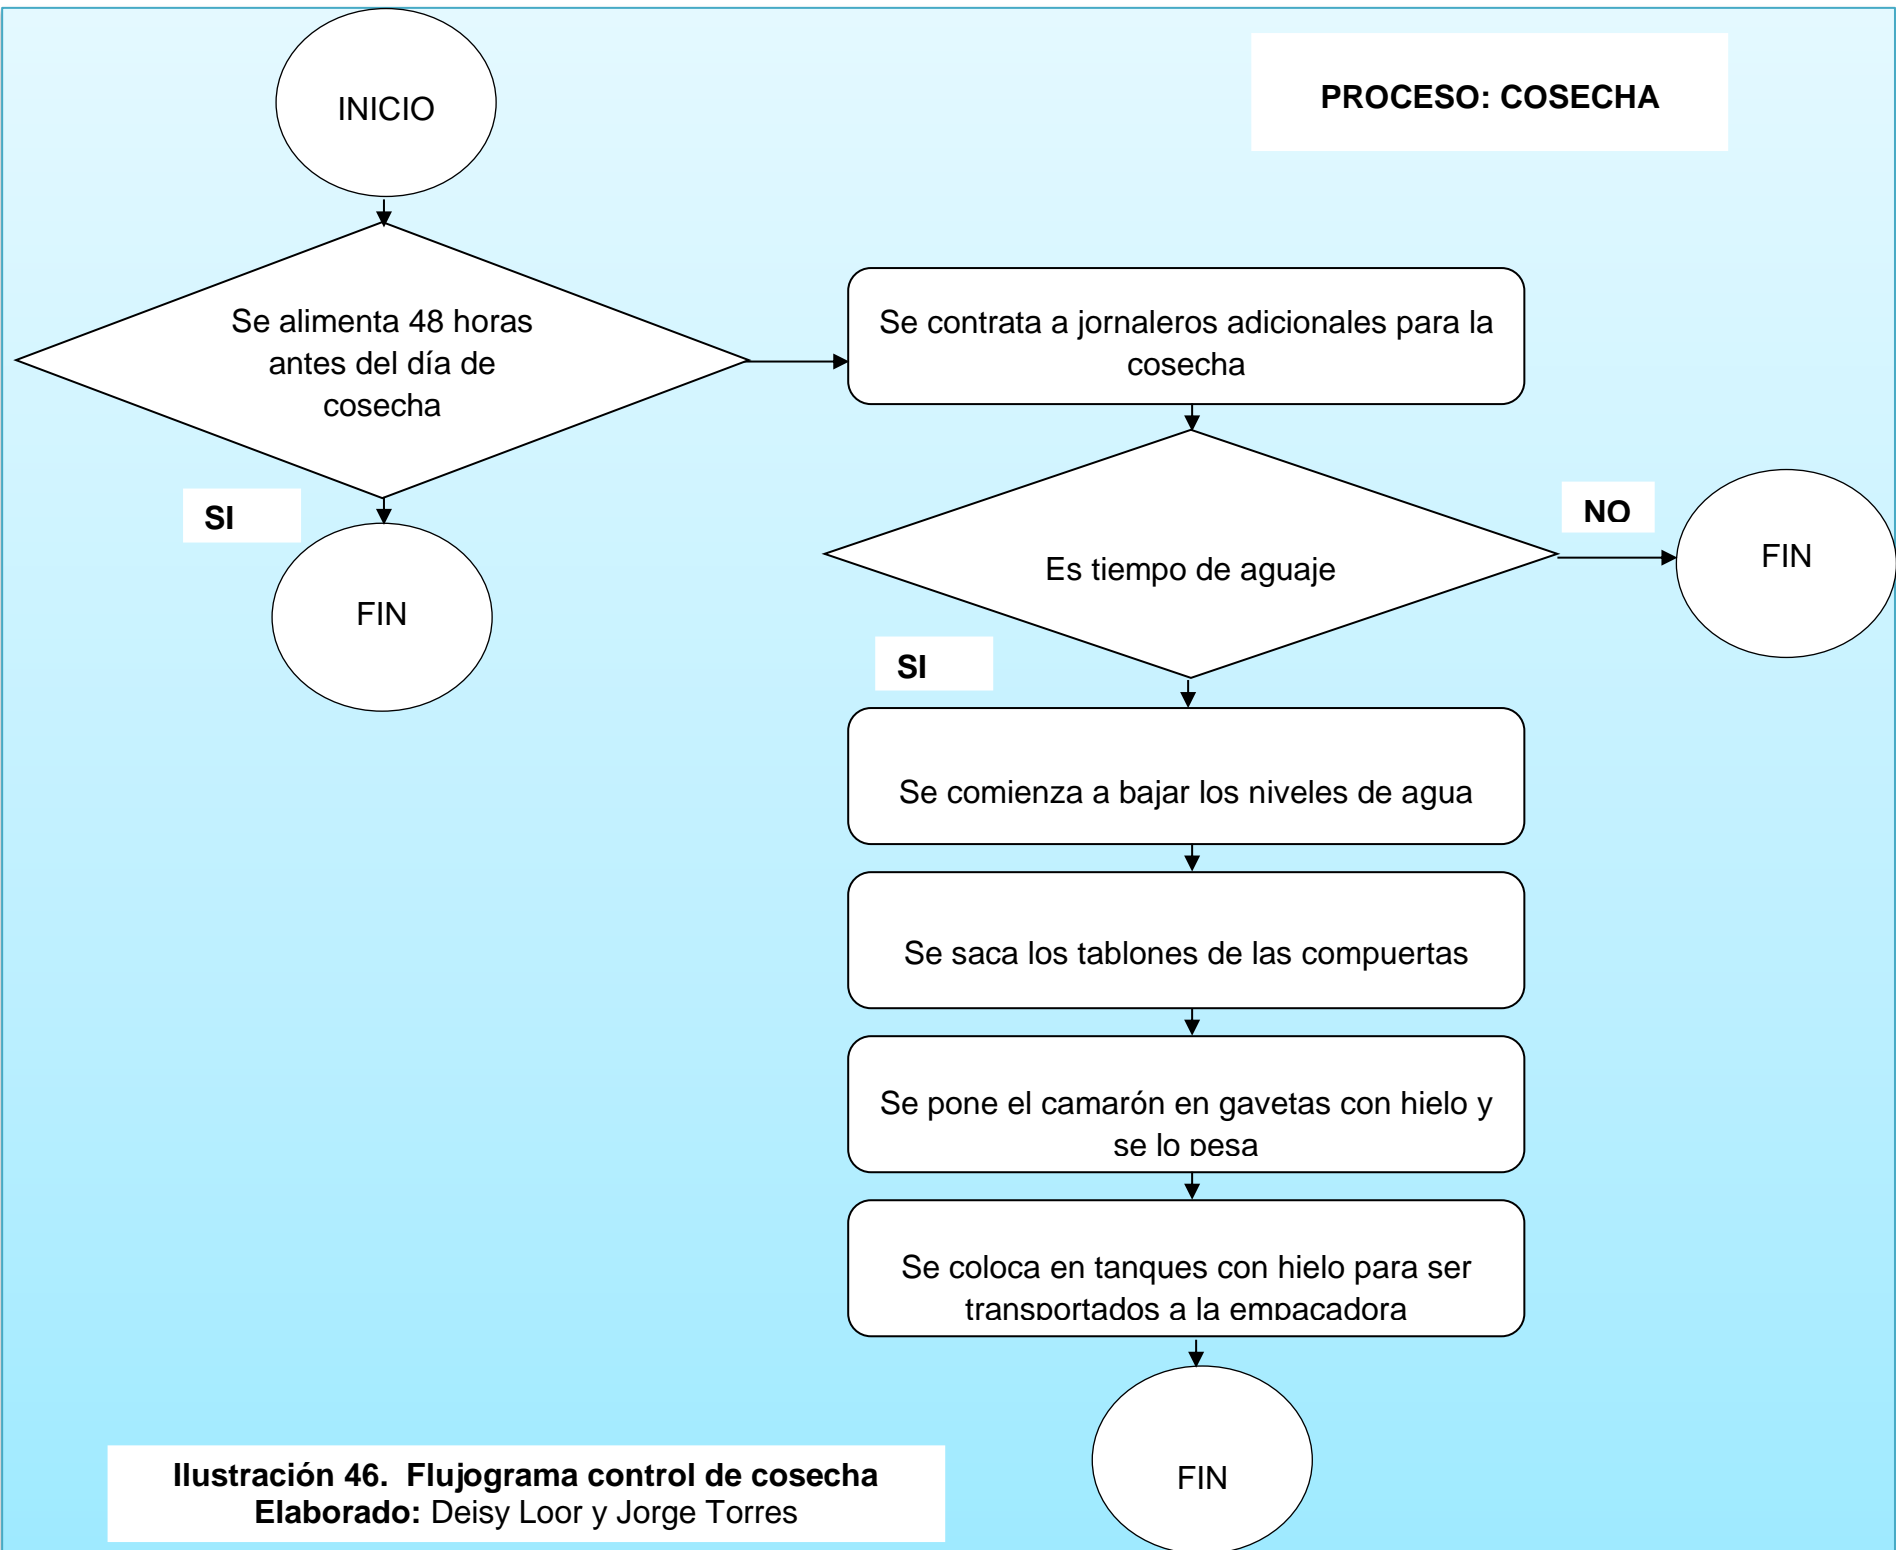 INICIO
PROCESO: COSECHA
Se alimenta 48 horas
antes del día de
cosecha
Se contrata a jornaleros adicionales para la
cosecha
SI
FIN
Es tiempo de aguaje
NO
FIN
SI
Se comienza a bajar los niveles de agua
Se saca los tablones de las compuertas
Se pone el camarón en gavetas con hielo y
se lo pesa
Se coloca en tanques con hielo para ser
transportados a la empacadora
FIN
Ilustración 46. Flujograma control de cosecha
Elaborado: Deisy Loor y Jorge Torres